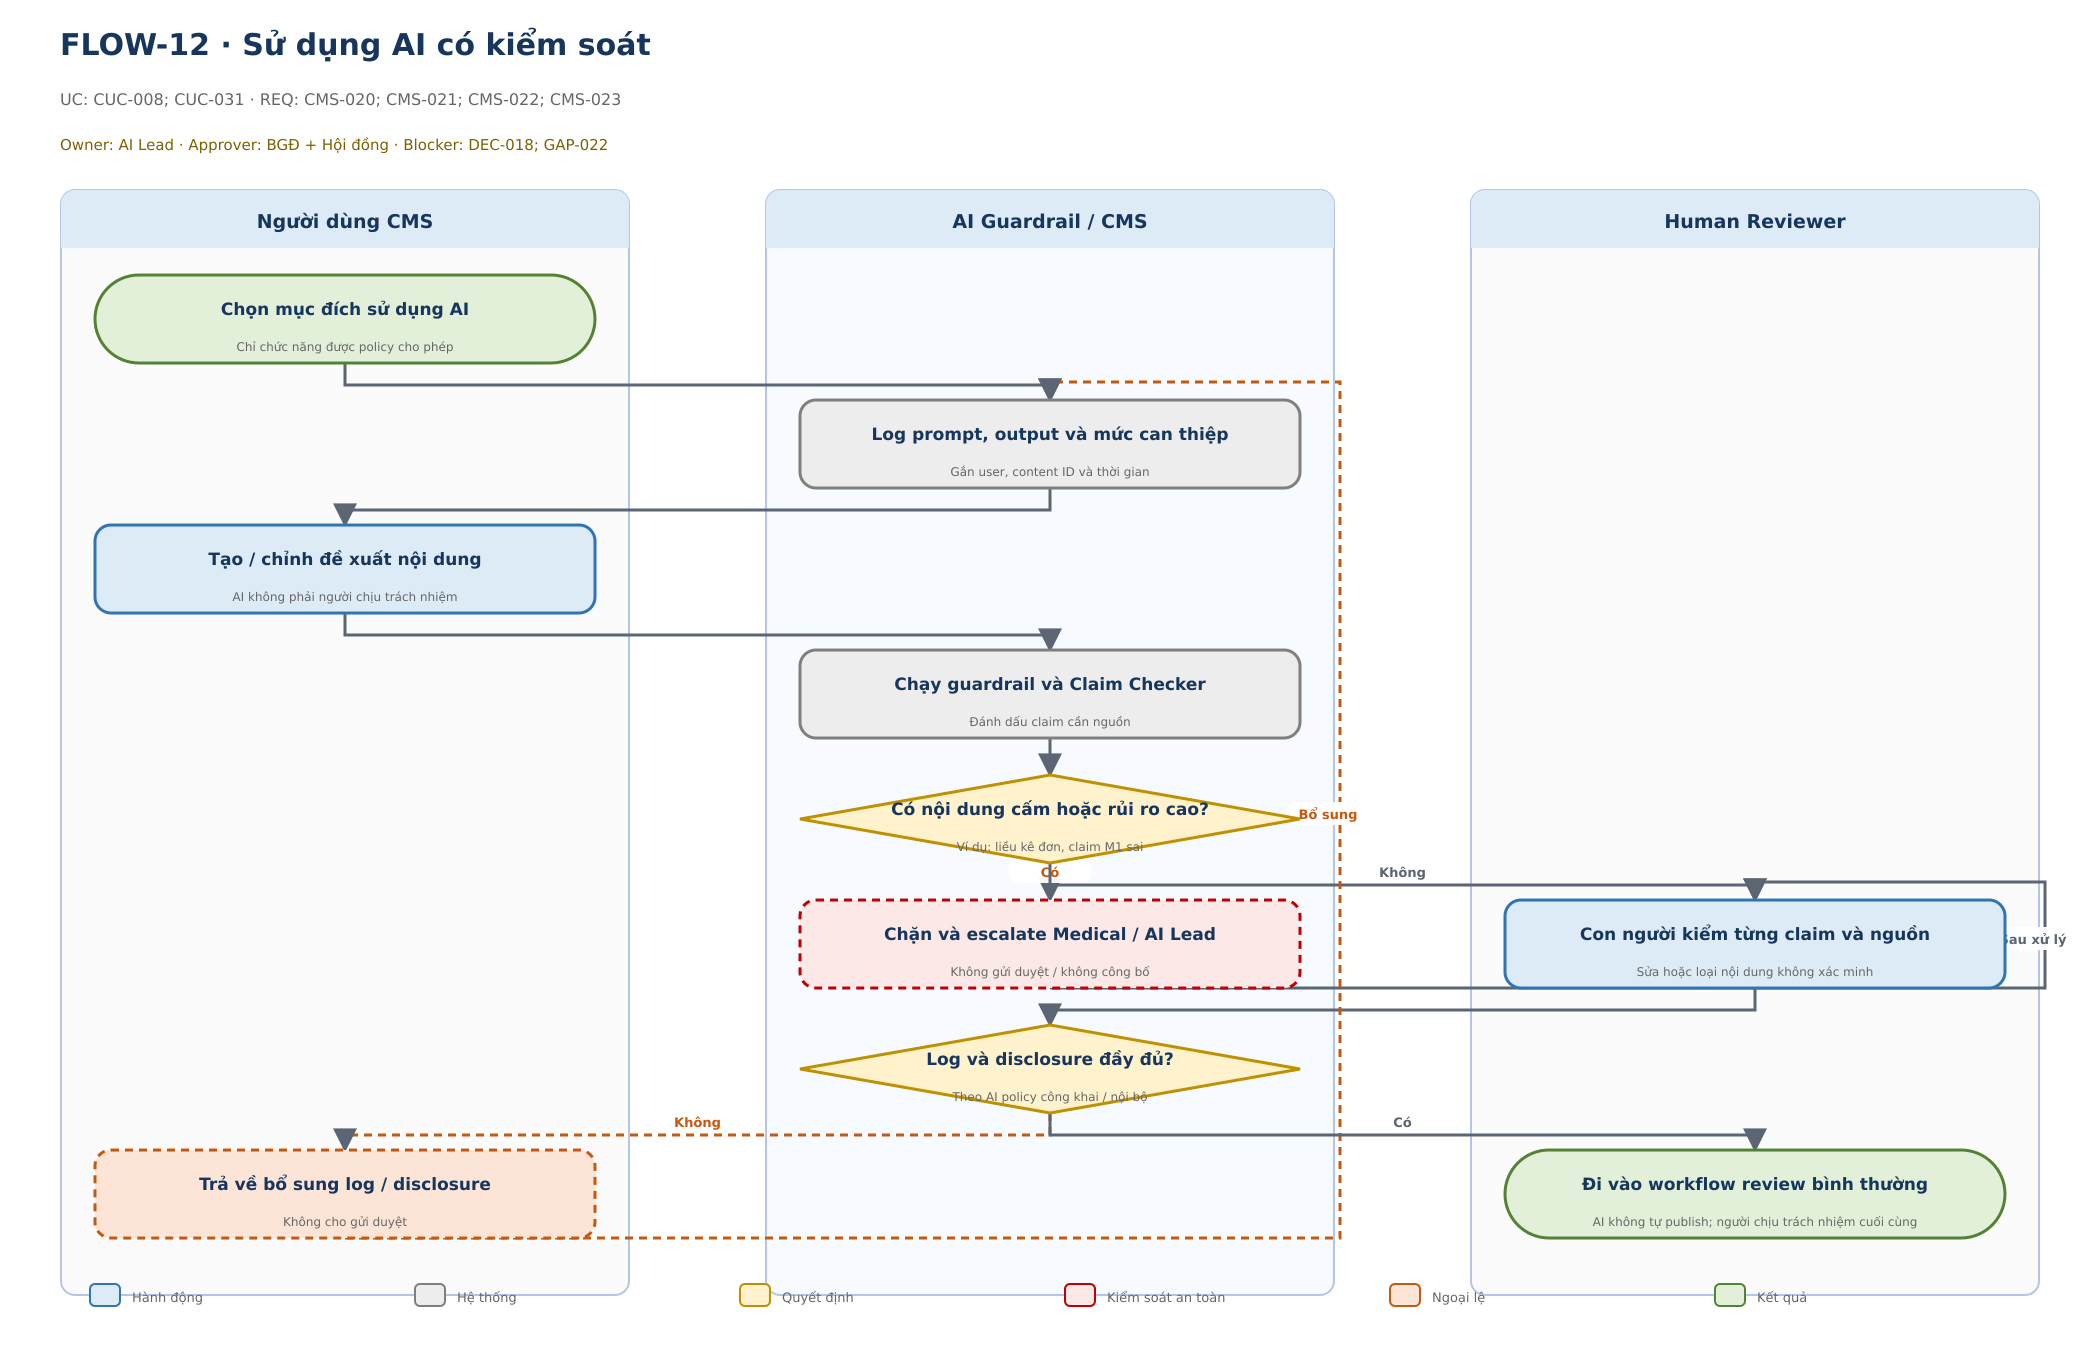 FLOW-12 · Sử dụng AI có kiểm soát
UC: CUC-008; CUC-031 · REQ: CMS-020; CMS-021; CMS-022; CMS-023
Owner: AI Lead · Approver: BGĐ + Hội đồng · Blocker: DEC-018; GAP-022
Người dùng CMS
AI Guardrail / CMS
Human Reviewer
Chọn mục đích sử dụng AI
Chỉ chức năng được policy cho phép
Log prompt, output và mức can thiệp
Gắn user, content ID và thời gian
Tạo / chỉnh đề xuất nội dung
AI không phải người chịu trách nhiệm
Chạy guardrail và Claim Checker
Đánh dấu claim cần nguồn
Có nội dung cấm hoặc rủi ro cao?
Ví dụ: liều kê đơn, claim M1 sai
Bổ sung
Có
Không
Chặn và escalate Medical / AI Lead
Không gửi duyệt / không công bố
Con người kiểm từng claim và nguồn
Sửa hoặc loại nội dung không xác minh
Sau xử lý
Log và disclosure đầy đủ?
Theo AI policy công khai / nội bộ
Không
Có
Trả về bổ sung log / disclosure
Không cho gửi duyệt
Đi vào workflow review bình thường
AI không tự publish; người chịu trách nhiệm cuối cùng
Hành động
Hệ thống
Quyết định
Kiểm soát an toàn
Ngoại lệ
Kết quả